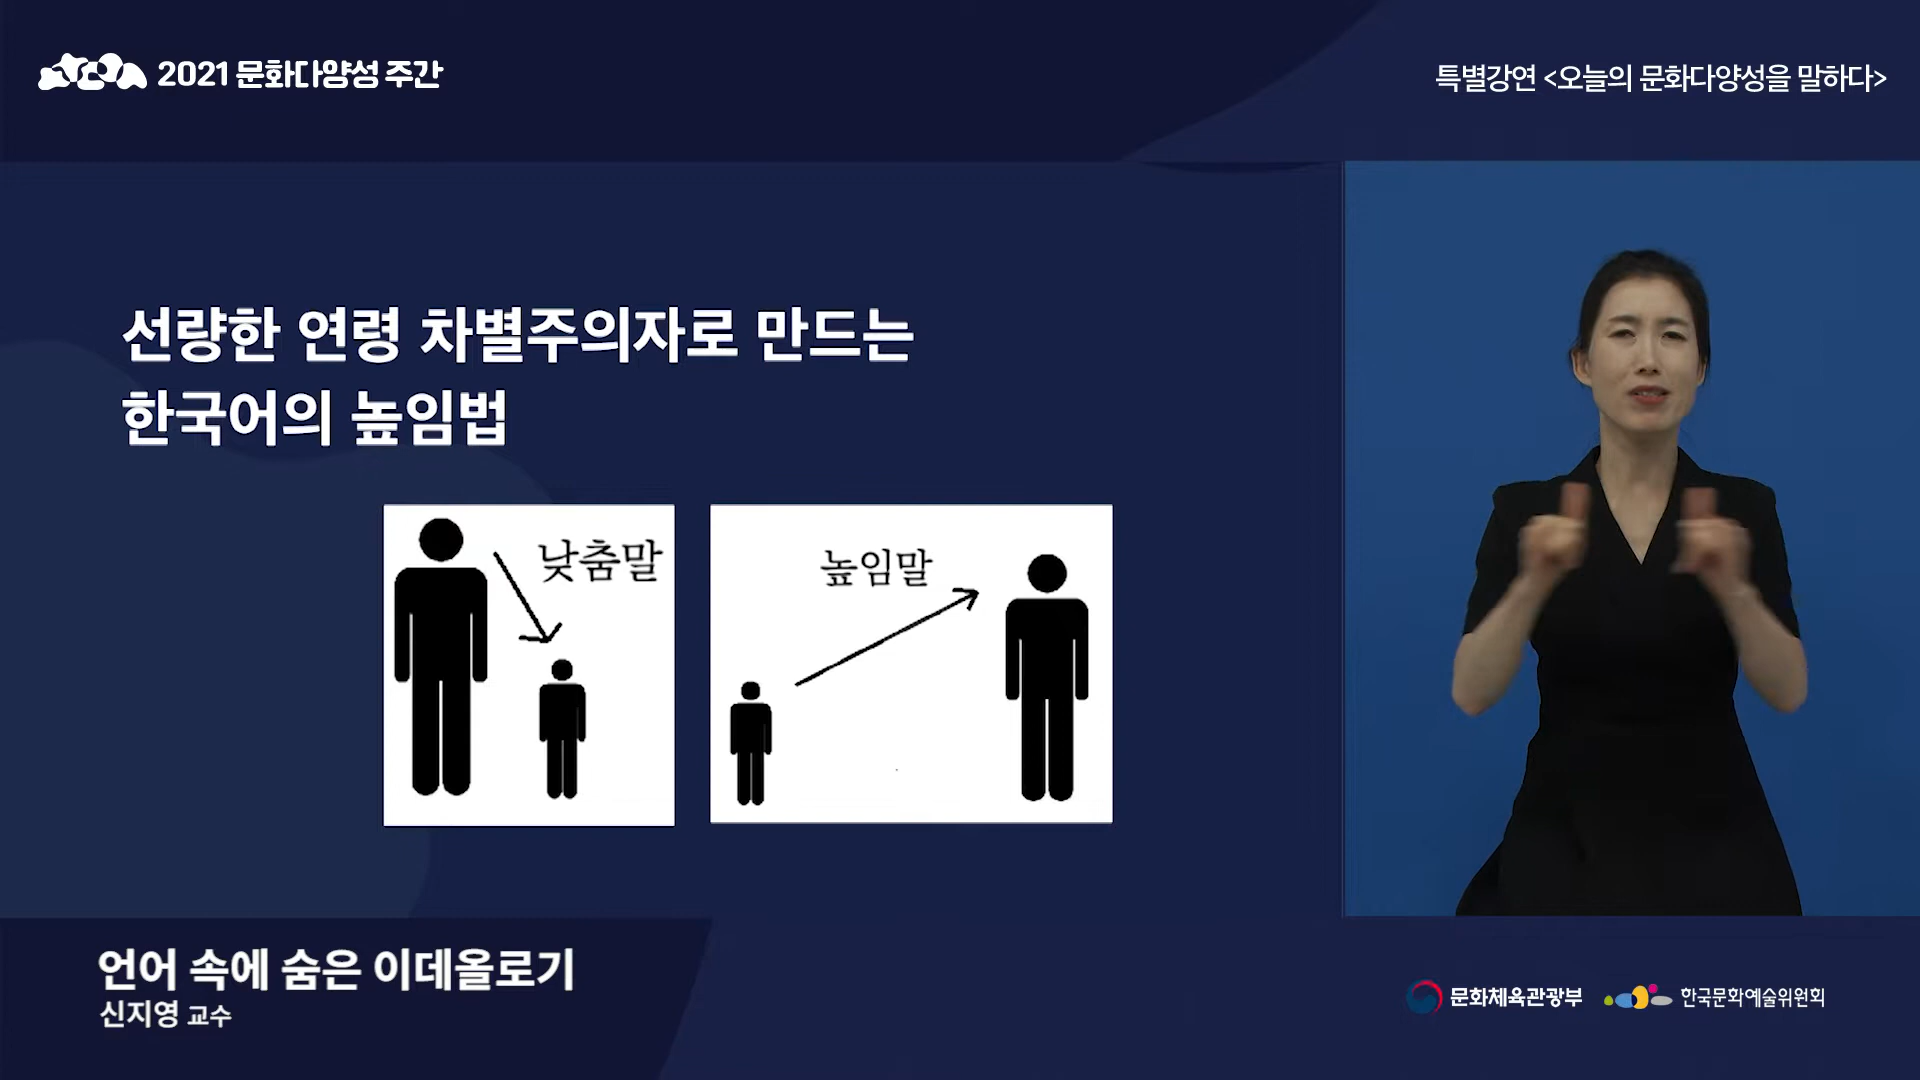 2021 문화다양성 주간
특별강연 <오늘의 문화다양성을 말하다>
선량한 연령 차별주의자로 만드는
한국어의 높임법
낮춤말
높임말
언어 속에 숨은 이데올로기
신지영 교수
문화체육관광부
한국문화예술위원회